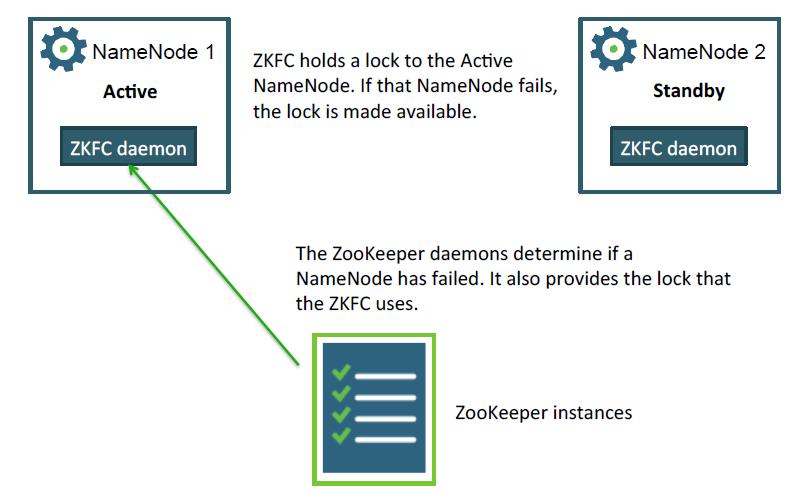 NameNode 1
Active
ZKFC daemon
ZKFC holds a lock to the Active
NameNode. If that NameNode fails,
the lock is made available.
NameNode 2
Standby
ZKFC daemon
The ZooKeeper daemons determine if a
NameNode has failed. It also provides the lock that
the ZKFC uses.
ZooKeeper instances